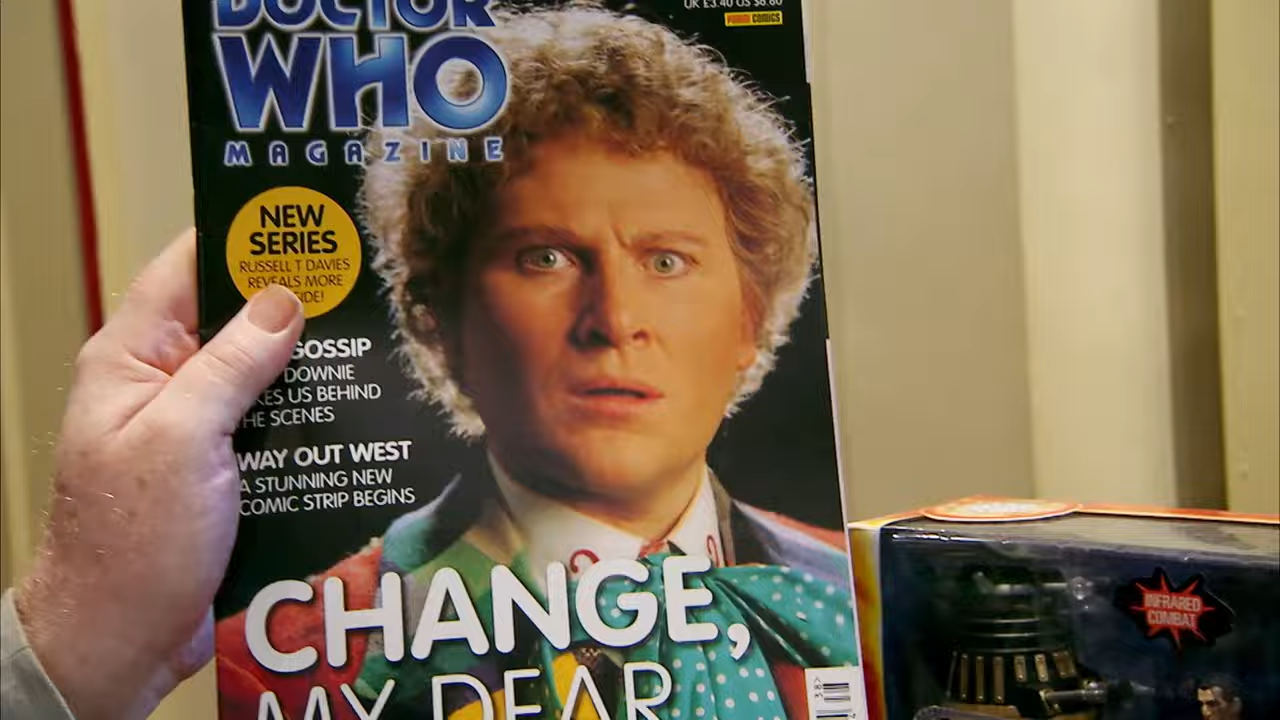 DOCTOR
WHO
MAGAZINE
UK £3.40 US $6.60
PANINI COMICS
NEW
SERIES
RUSSELL T DAVIES
REVEALS MORE
IDE!
GOSSIP
DOWNIE
KES US BEHIND
HE SCENES
WAY OUT WEST
A STUNNING NEW
COMIC STRIP BEGINS
CHANGE,
MY DEAR
INFRARED
COMBAT